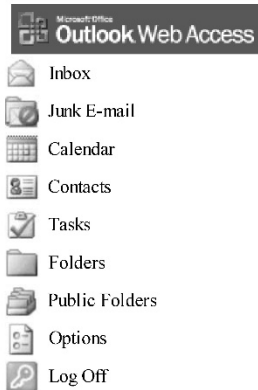 Microsoft Office
Outlook Web Access
Inbox
Junk E-mail
Calendar
Contacts
Tasks
Folders
Public Folders
Options
Log Off